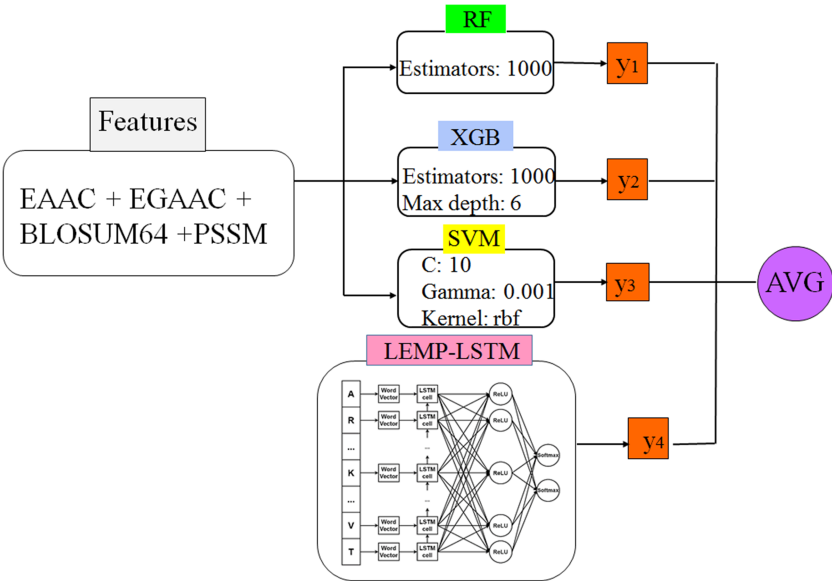 RF
Estimators: 1000
y1
Features
EAAC + EGAAC +
BLOSUM64 +PSSM
XGB
Estimators: 1000
Max depth: 6
y2
SVM
C: 10
Gamma: 0.001
Kernel: rbf
y3
AVG
LEMP-LSTM
A
Word
Vector
LSTM
cell
ReLU
R
Word
Vector
LSTM
cell
ReLU
...
...
Softmax
K
Word
Vector
LSTM
cell
ReLU
Softmax
...
...
V
Word
Vector
LSTM
cell
ReLU
T
Word
Vector
LSTM
cell
ReLU
y4